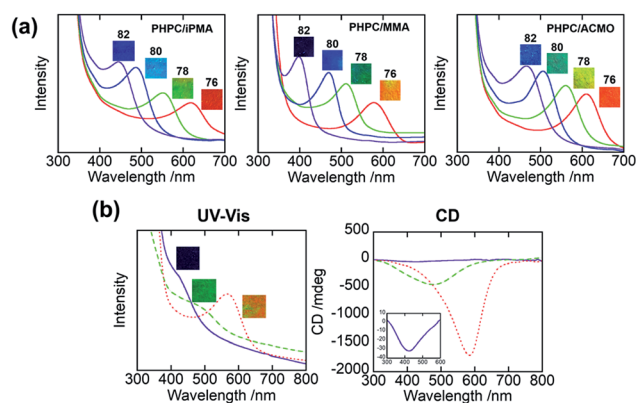 (a)
PHPC/iPMA
82
80
78
76
Intensity
300 400 500 600 700
Wavelength /nm
PHPC/MMA
82
80
78
76
Intensity
300 400 500 600 700
Wavelength /nm
PHPC/ACMO
82
80
78
76
Intensity
300 400 500 600 700
Wavelength /nm
(b)
UV-Vis
Intensity
300 400 500 600 700 800
Wavelength /nm
CD
CD /mdeg
500
0
-500
-1000
-1500
-2000
300 400 500 600 700 800
Wavelength /nm
0
-10
-20
-30
-40
300 400 500 600